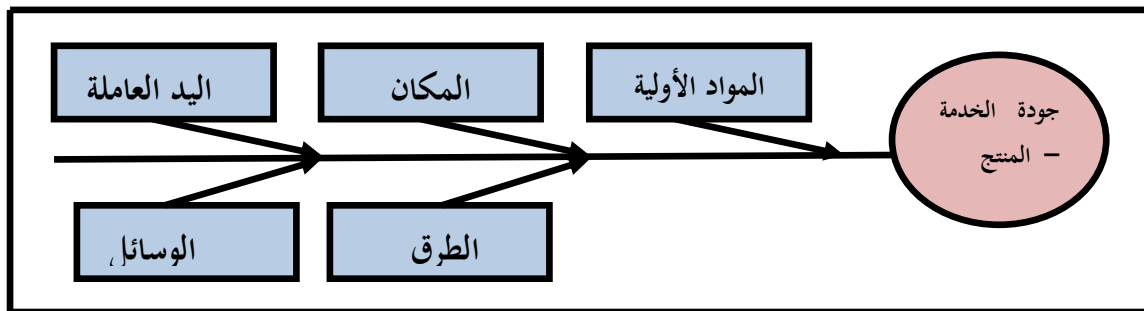 المواد الأولية
المكان
اليد العاملة
جودة الخدمة
– المنتج
الطرق
الوسائل